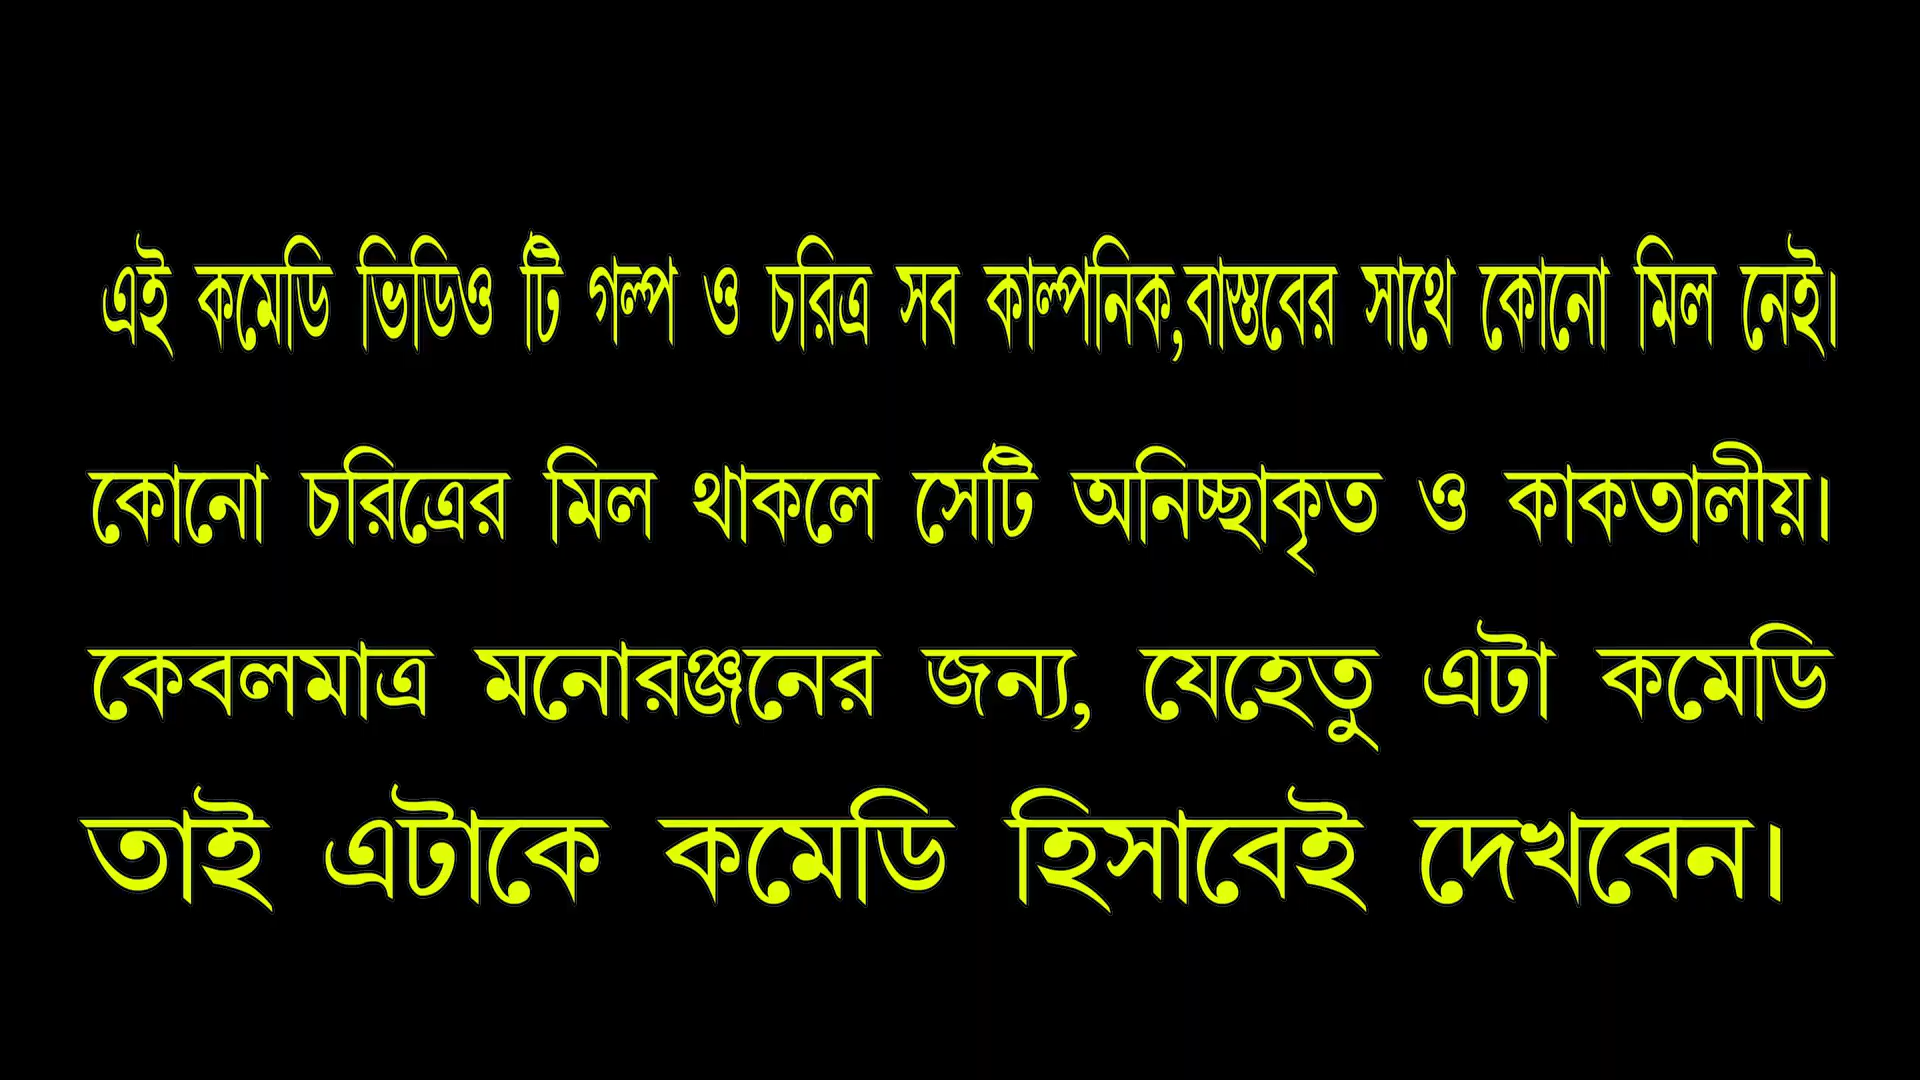 এই কমেডি ভিডিও টি গল্প ও চরিত্র সব কাল্পনিক,বাস্তবের সাথে কোনো মিল নেই।
কোনো চরিত্রের মিল থাকলে সেটি অনিচ্ছাকৃত ও কাকতালীয়।
কেবলমাত্র মনোরঞ্জনের জন্য, যেহেতু এটা কমেডি
তাই এটাকে কমেডি হিসাবেই দেখবেন।